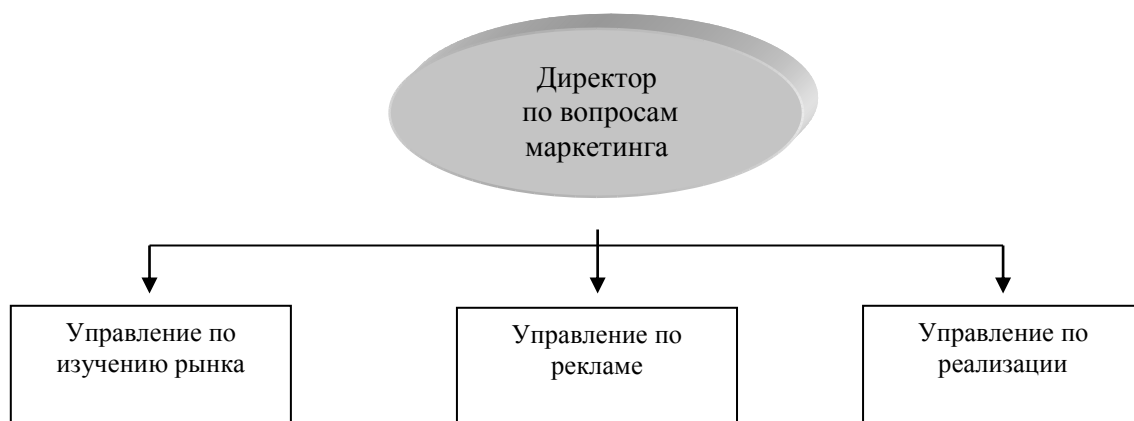 Директор
по вопросам
маркетинга
Управление по
изучению рынка
Управление по
рекламе
Управление по
реализации